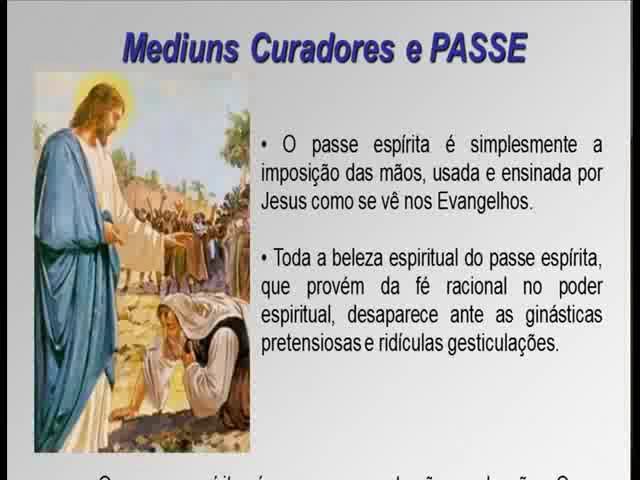 Mediuns Curadores e PASSE
• O passe espírita é simplesmente a
imposição das mãos, usada e ensinada por
Jesus como se vê nos Evangelhos.
• Toda a beleza espiritual do passe espírita,
que provém da fé racional no poder
espiritual, desaparece ante as ginásticas
pretensiosas e ridículas gesticulações.